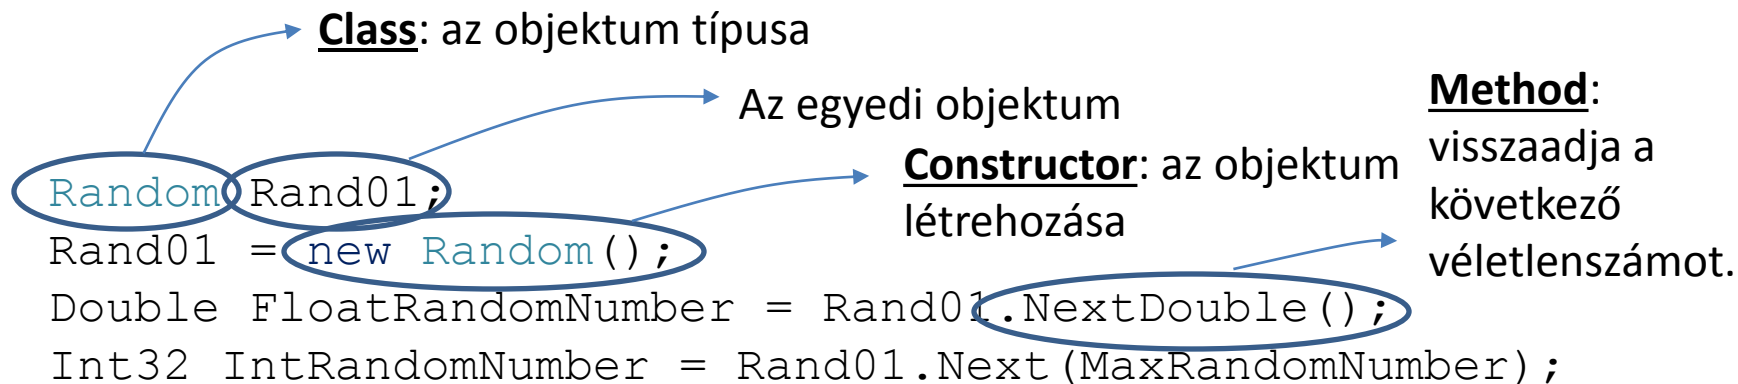 Class: az objektum típusa
Az egyedi objektum
Constructor: az objektum
létrehozása
Method:
visszaadja a
következő
véletlenszámot.
Random Rand01;
Rand01 = new Random();
Double FloatRandomNumber = Rand01.NextDouble();
Int32 IntRandomNumber = Rand01.Next(MaxRandomNumber);